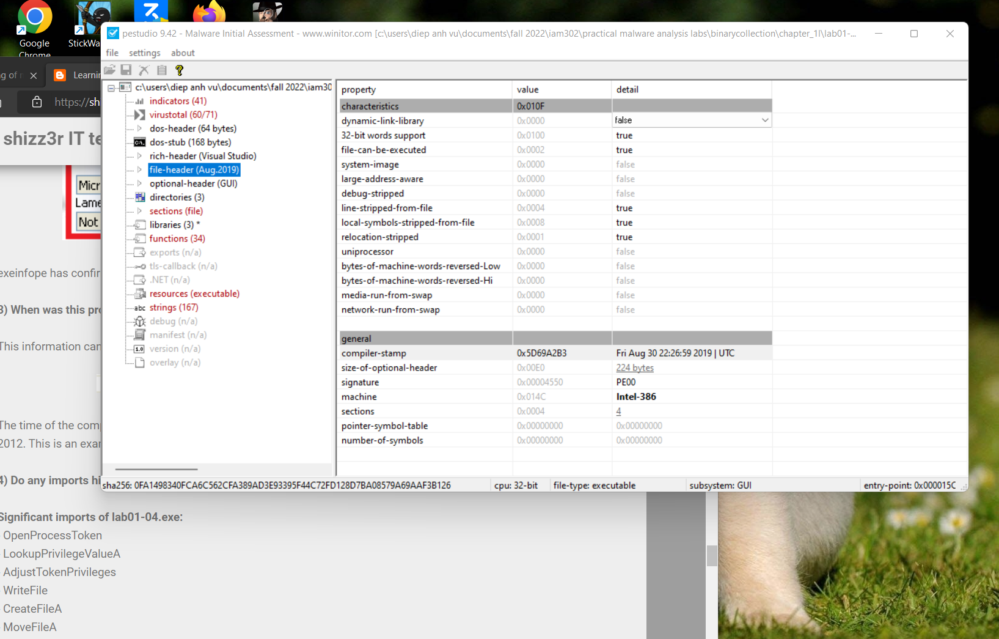 Google
Chrome
StickWa
pestudio 9.42 - Malware Initial Assessment - www.winitor.com [c:\users\diep anh vu\documents\fall 2022\iam302\practical malware analysis labs\binarycollection\chapter_1l\lab01-...
file settings about
g of
Learnin
https://sh
shizz3r IT te
Micr
Lame
Not
exeinfope has confir
3) When was this pro
This information can
The time of the com
2012. This is an exar
4) Do any imports hi
Significant imports of lab01-04.exe:
OpenProcessToken
LookupPrivilegeValueA
AdjustTokenPrivileges
WriteFile
CreateFileA
MoveFileA
c:\users\diep anh vu\documents\fall 2022\iam30
indicators (41)
virustotal (60/71)
dos-header (64 bytes)
dos-stub (168 bytes)
rich-header (Visual Studio)
file-header (Aug.2019)
optional-header (GUI)
directories (3)
sections (file)
libraries (3) *
functions (34)
exports (n/a)
tls-callback (n/a)
.NET (n/a)
resources (executable)
abc strings (167)
debug (n/a)
manifest (n/a)
1.0 version (n/a)
overlay (n/a)
property value detail
characteristics 0x010F
dynamic-link-library 0x0000 false
32-bit words support 0x0100 true
file-can-be-executed 0x0002 true
system-image 0x0000 false
large-address-aware 0x0000 false
debug-stripped 0x0000 false
line-stripped-from-file 0x0004 true
local-symbols-stripped-from-file 0x0008 true
relocation-stripped 0x0001 true
uniprocessor 0x0000 false
bytes-of-machine-words-reversed-Low 0x0000 false
bytes-of-machine-words-reversed-Hi 0x0000 false
media-run-from-swap 0x0000 false
network-run-from-swap 0x0000 false
general
compiler-stamp 0x5D69A2B3 Fri Aug 30 22:26:59 2019 | UTC
size-of-optional-header 0x00E0 224 bytes
signature 0x00004550 PE00
machine 0x014C Intel-386
sections 0x0004 4
pointer-symbol-table 0x00000000 0x00000000
number-of-symbols 0x00000000 0x00000000
sha256: 0FA1498340FCA6C562CFA389AD3E93395F44C72FD128D7BA08579A69AAF3B126 cpu: 32-bit file-type: executable subsystem: GUI entry-point: 0x000015C